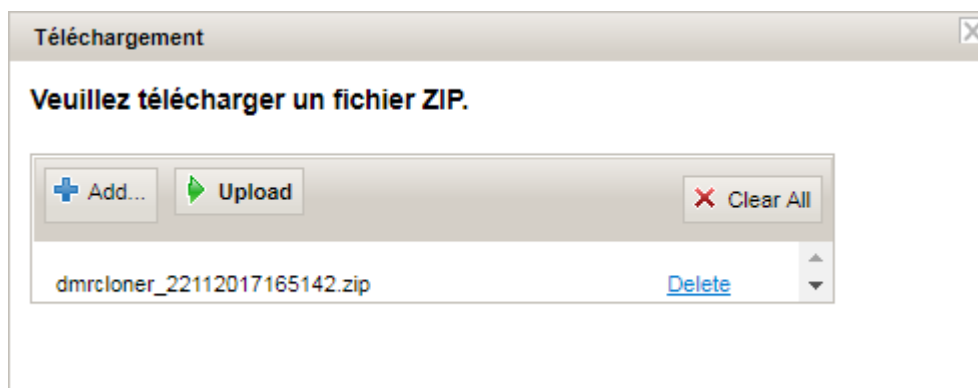 Téléchargement
Veuillez télécharger un fichier ZIP.
Add... Upload Clear All
dmrcloner_22112017165142.zip Delete